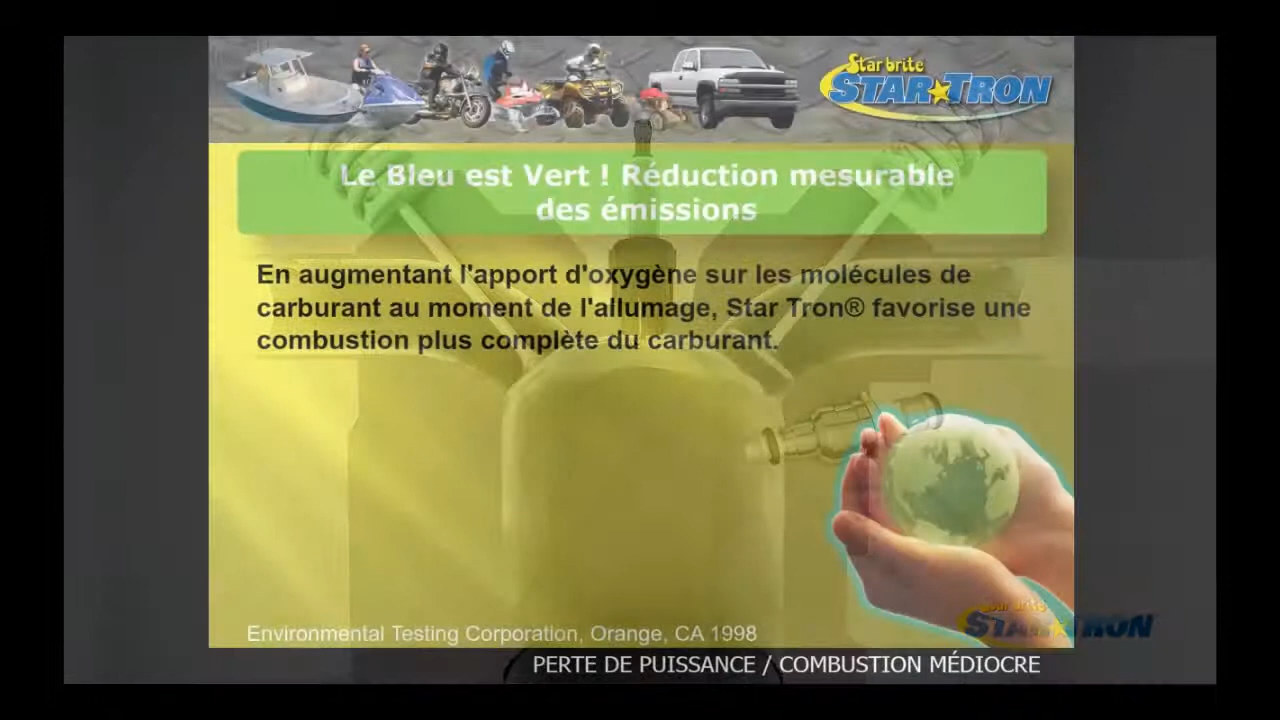 Star brite
STAR TRON
Le Bleu est Vert ! Réduction mesurable
des émissions
En augmentant l'apport d'oxygène sur les molécules de
carburant au moment de l'allumage, Star Tron® favorise une
combustion plus complète du carburant.
Star brite
STAR TRON
Environmental Testing Corporation, Orange, CA 1998
PERTE DE PUISSANCE / COMBUSTION MÉDIOCRE